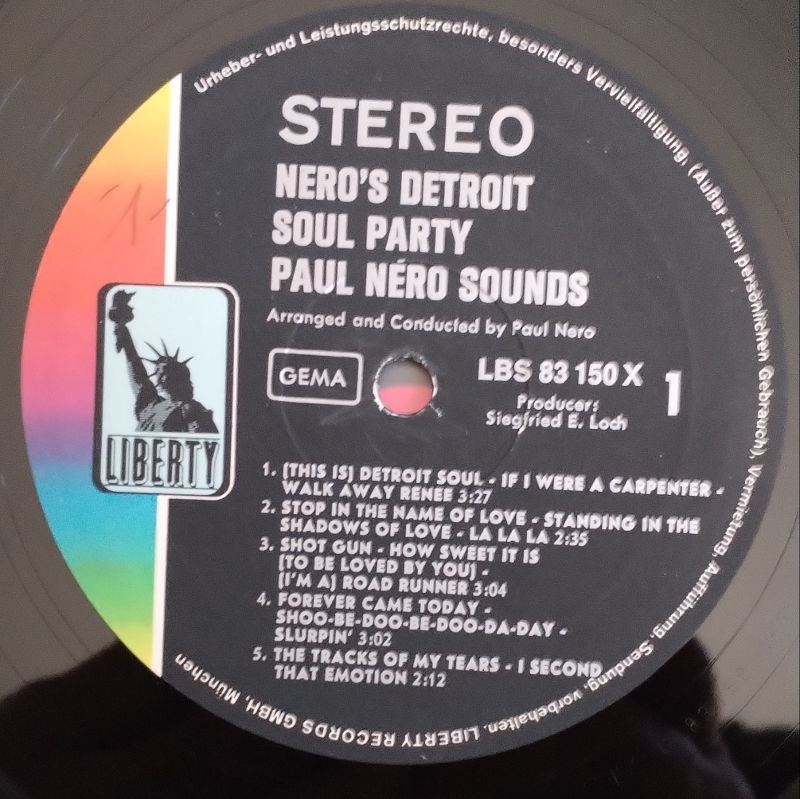 Urheber- und Leistungsschutzrechte, besonders Vervielfältigung, (Außer zum persönlichen Gebrauch), Vermietung, Aufführung, Sendung, vorbehalten. LIBERTY RECORDS GMBH, München
STEREO
NERO'S DETROIT
SOUL PARTY
PAUL NERO SOUNDS
Arranged and Conducted by Paul Nero
GEMA
LBS 83 150 X
1
Producer:
Siegfried E. Loch
LIBERTY
1. (THIS IS) DETROIT SOUL - IF I WERE A CARPENTER -
WALK AWAY RENEE 3:27
2. STOP IN THE NAME OF LOVE - STANDING IN THE
SHADOWS OF LOVE - LA LA LA 2:35
3. SHOT GUN - HOW SWEET IT IS
(TO BE LOVED BY YOU) -
(I'M A) ROAD RUNNER 3:04
4. FOREVER CAME TODAY -
SHOO-BE-DOO-BE-DOO-DA-DAY -
SLURPIN' 3:02
5. THE TRACKS OF MY TEARS - I SECOND
THAT EMOTION 2:12